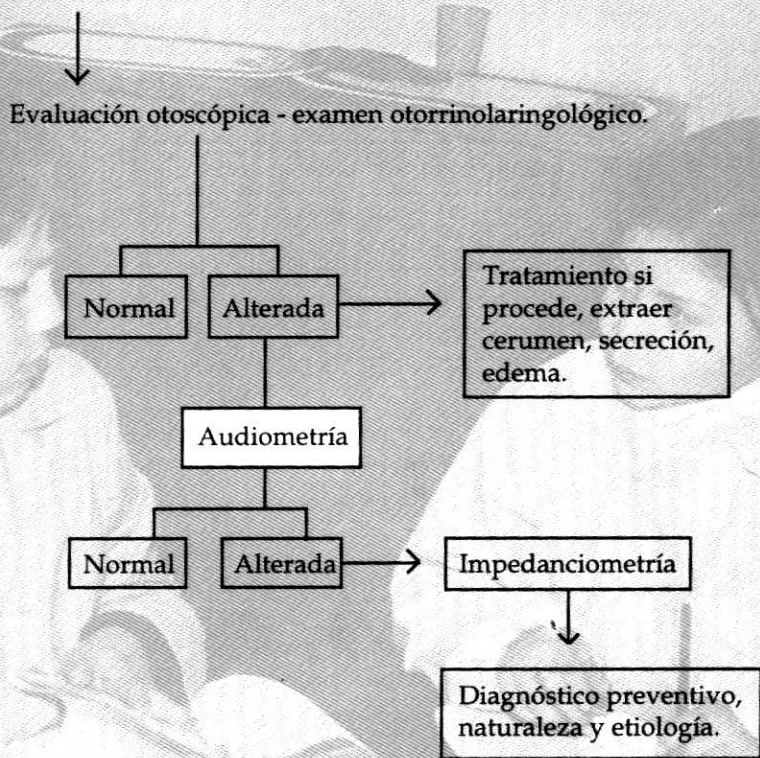 Evaluación otoscópica - examen otorrinolaringológico.
Normal
Alterada
Tratamiento si
procede, extraer
cerumen, secreción,
edema.
Audiometría
Normal
Alterada
Impedanciometría
Diagnóstico preventivo,
naturaleza y etiología.